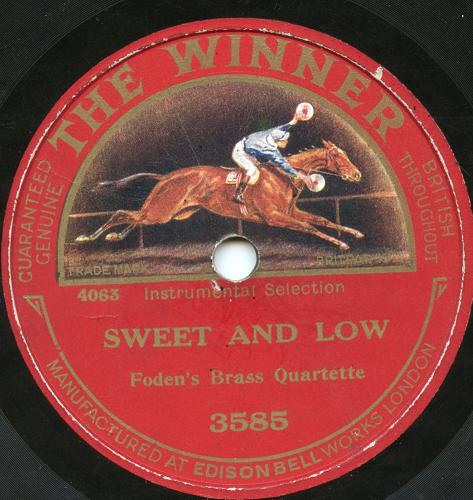 THE WINNER
GUARANTEED
GENUINE
BRITISH
THROUGHOUT
TRADE MARK
4063 Instrumental Selection
SWEET AND LOW
Foden's Brass Quartette
3585
MANUFACTURED AT EDISON BELL WORKS LONDON